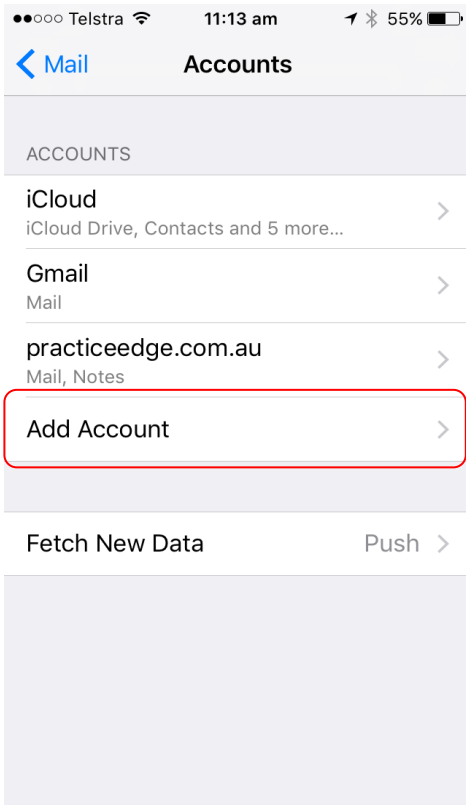 Telstra 11:13 am 55%
Mail Accounts
ACCOUNTS
iCloud
iCloud Drive, Contacts and 5 more...
Gmail
Mail
practiceedge.com.au
Mail, Notes
Add Account
Fetch New Data Push